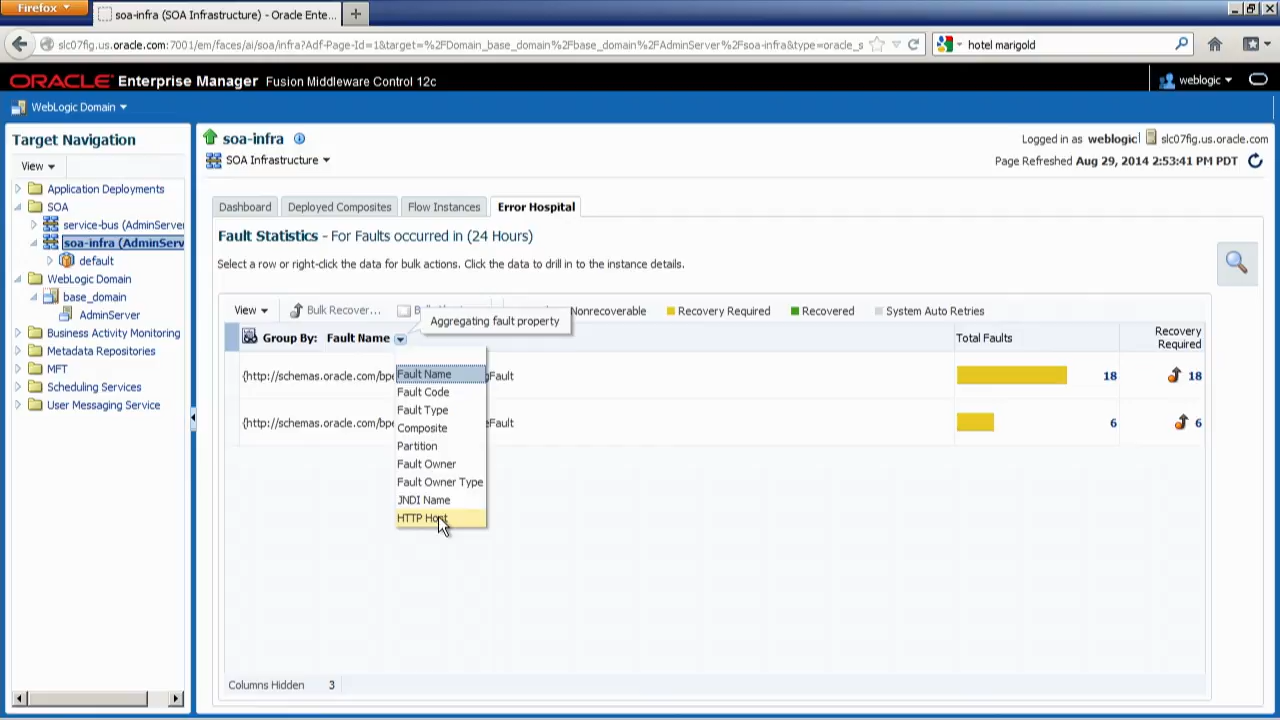 Firefox
soa-infra (SOA Infrastructure) - Oracle Ente...
slc07fig.us.oracle.com:7001/em/faces/ai/soa/infra?Adf-Page-Id=1&target=%2FDomain_base_domain%2Fbase_domain%2FAdminServer%2Fsoa-infra&type=oracle_s
hotel marigold
ORACLE Enterprise Manager Fusion Middleware Control 12c
weblogic
WebLogic Domain
Target Navigation
View
Application Deployments
SOA
service-bus (AdminServer
soa-infra (AdminServ
default
WebLogic Domain
base_domain
AdminServer
Business Activity Monitoring
Metadata Repositories
MFT
Scheduling Services
User Messaging Service
soa-infra
SOA Infrastructure
Logged in as weblogic
slc07fig.us.oracle.com
Page Refreshed Aug 29, 2014 2:53:41 PM PDT
Dashboard
Deployed Composites
Flow Instances
Error Hospital
Fault Statistics - For Faults occurred in (24 Hours)
Select a row or right-click the data for bulk actions. Click the data to drill in to the instance details.
View
Bulk Recover...
Nonrecoverable
Recovery Required
Recovered
System Auto Retries
Aggregating fault property
Group By: Fault Name
Total Faults
Recovery Required
{http://schemas.oracle.com/bpe
Fault
18
18
{http://schemas.oracle.com/bpe
eFault
6
6
Fault Name
Fault Code
Fault Type
Composite
Partition
Fault Owner
Fault Owner Type
JNDI Name
HTTP Host
Columns Hidden 3